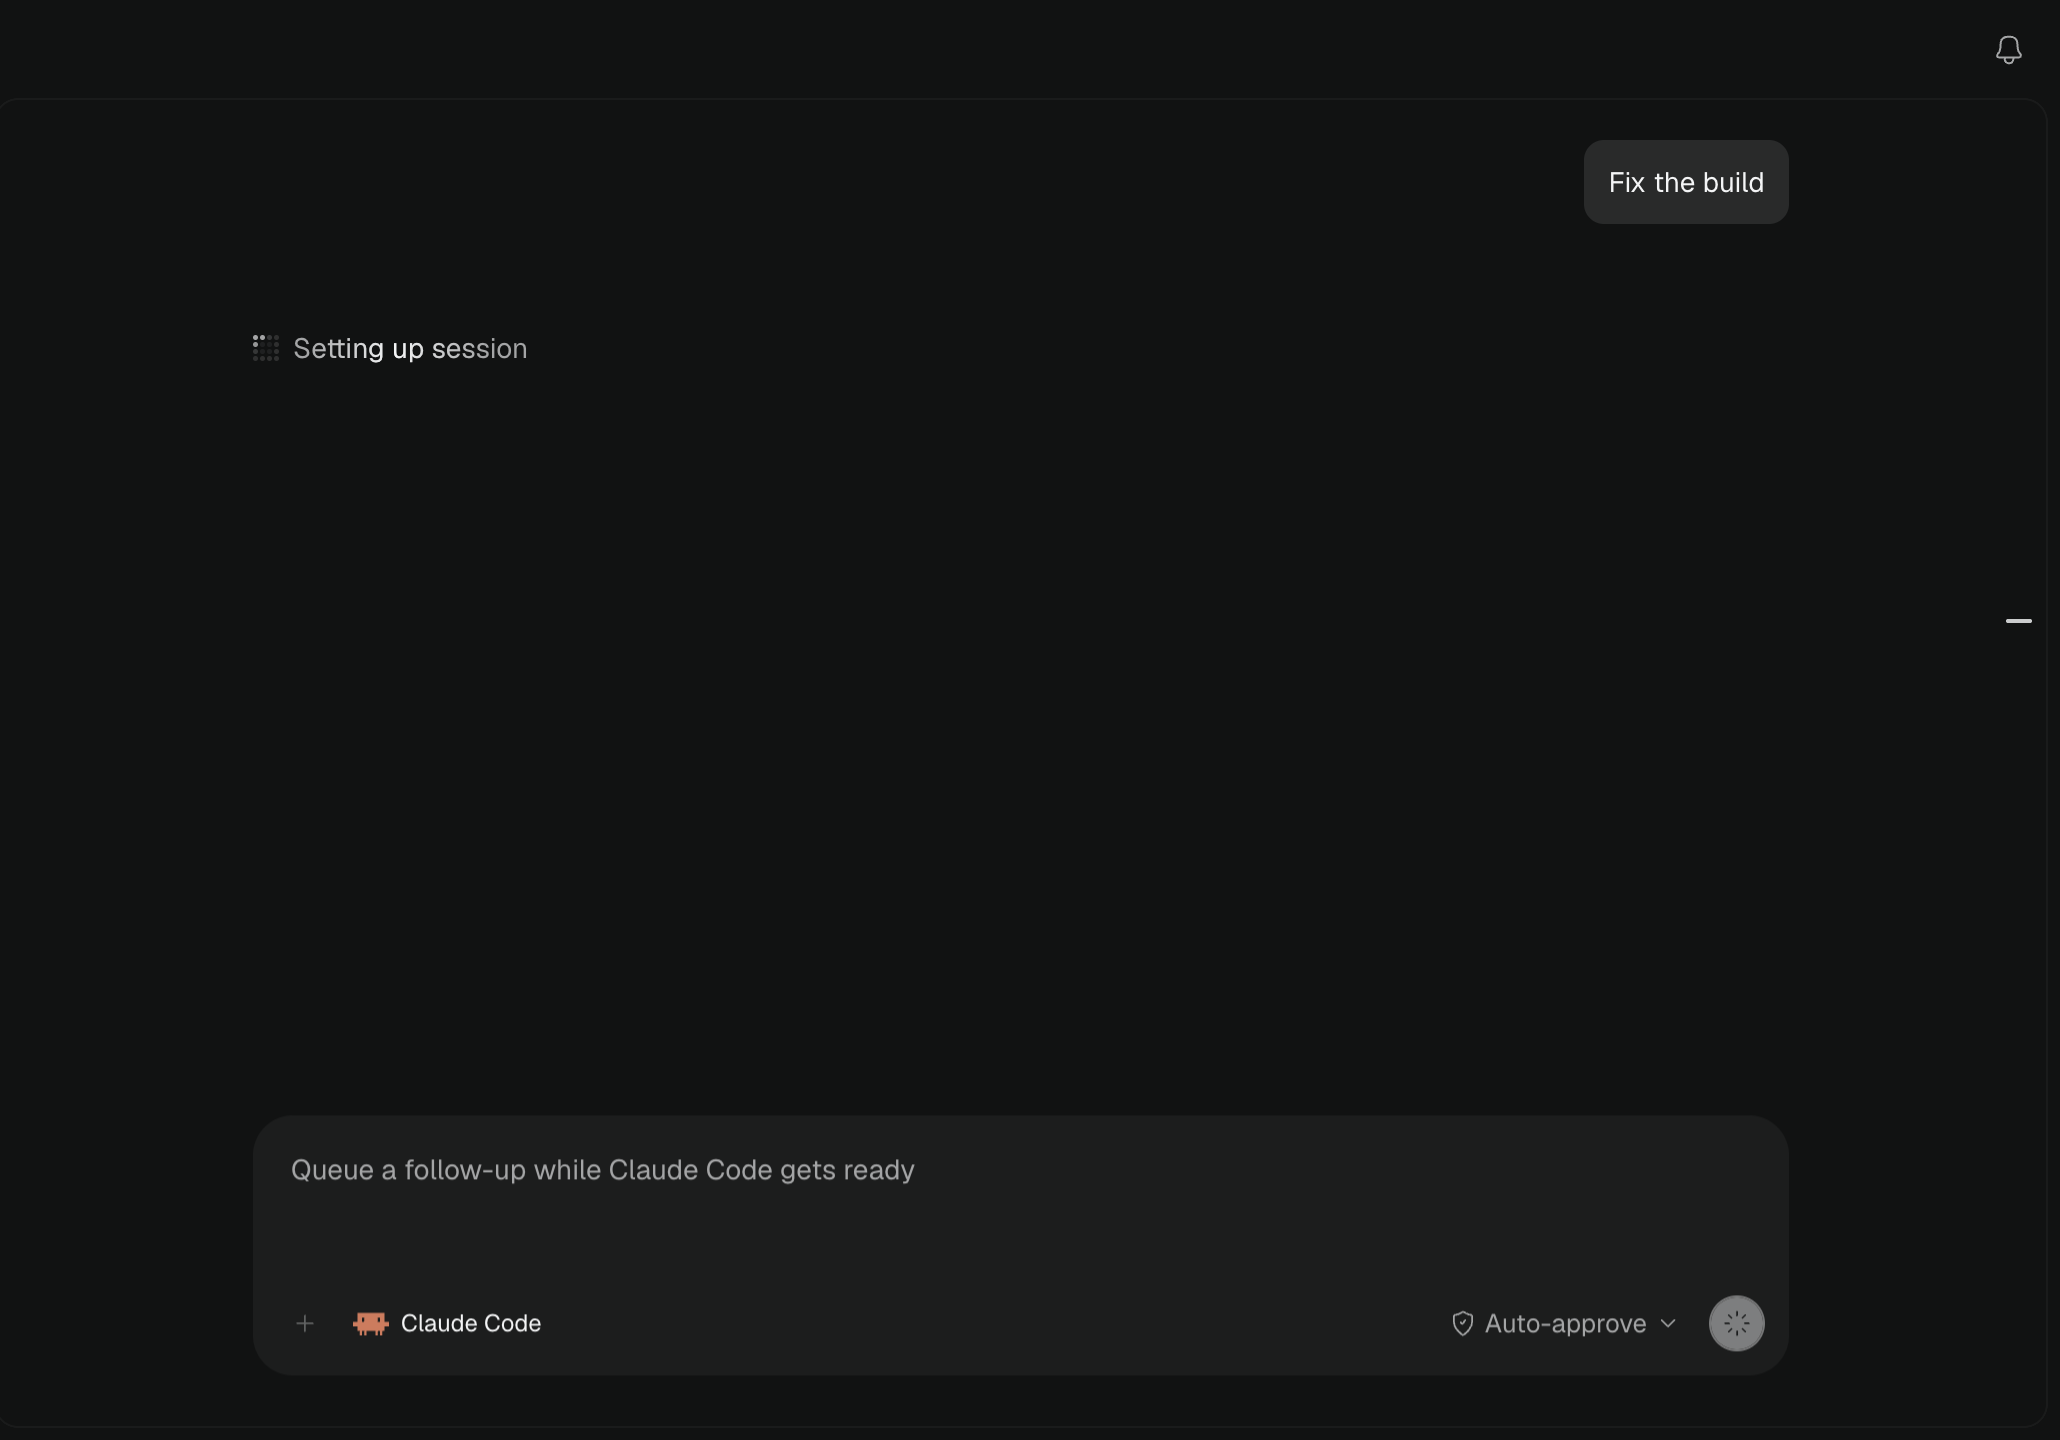 Fix the build
Setting up session
Queue a follow-up while Claude Code gets ready
Claude Code
Auto-approve